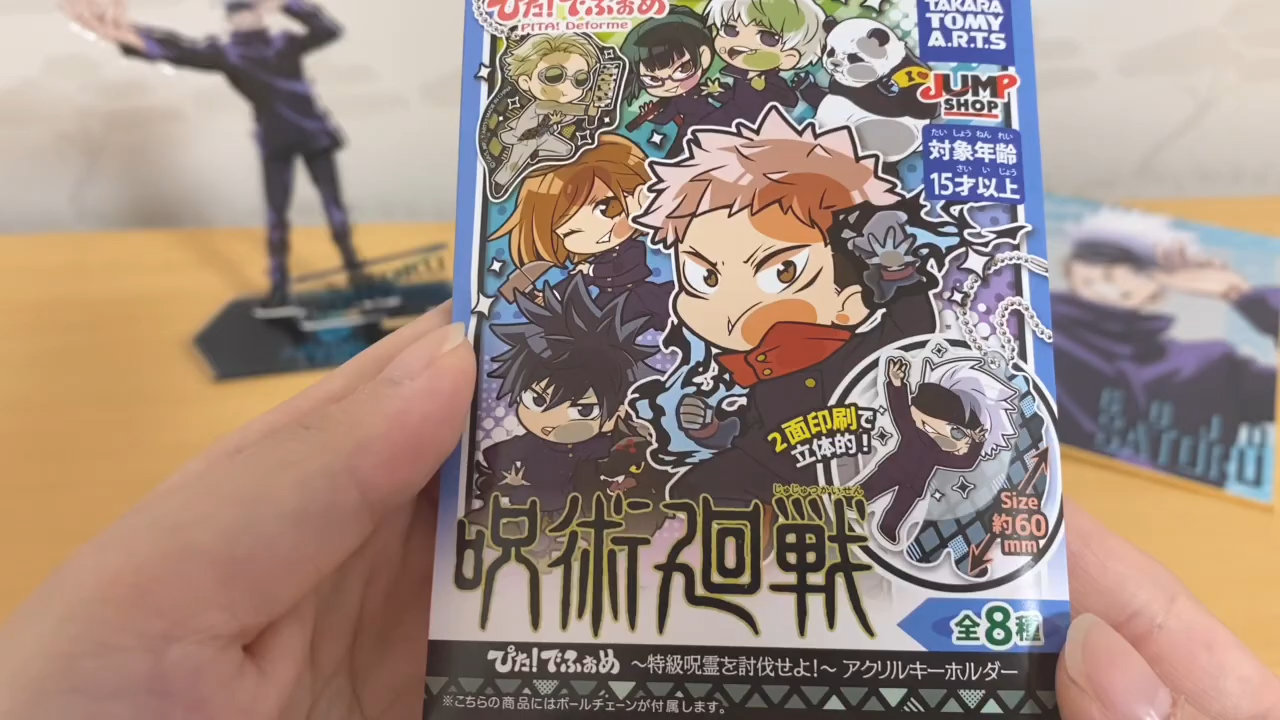 ぴた！でふぉめ
PITA! Deforme
TAKARA
TOMY
A.R.T.S
I
JUMP
SHOP
たいしょうねんれい
対象年齢
さいいじょう
15才以上
2面印刷で
立体的！
Size
約60
mm
じゅじゅつかいせん
呪術廻戦
全8種
ぴた！でふぉめ ～特級呪霊を討伐せよ！～ アクリルキーホルダー
※こちらの商品にはボールチェーンが付属します。
SATORU